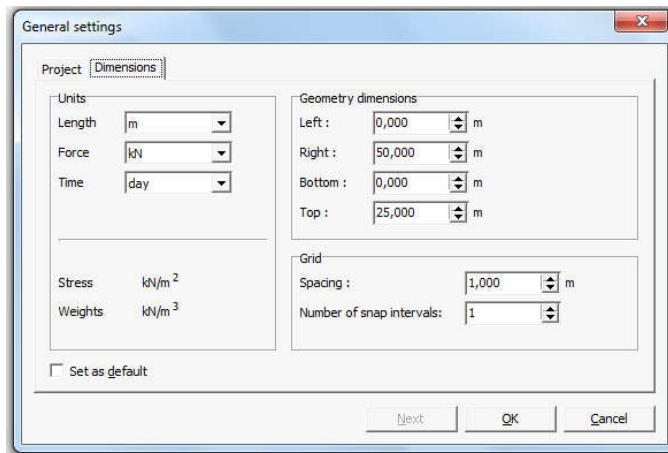 General settings
Project Dimensions
Units
Length m
Force kN
Time day
Stress kN/m 2
Weights kN/m 3
Geometry dimensions
Left : 0,000 m
Right : 50,000 m
Bottom : 0,000 m
Top : 25,000 m
Grid
Spacing : 1,000 m
Number of snap intervals: 1
Set as default
Next OK Cancel